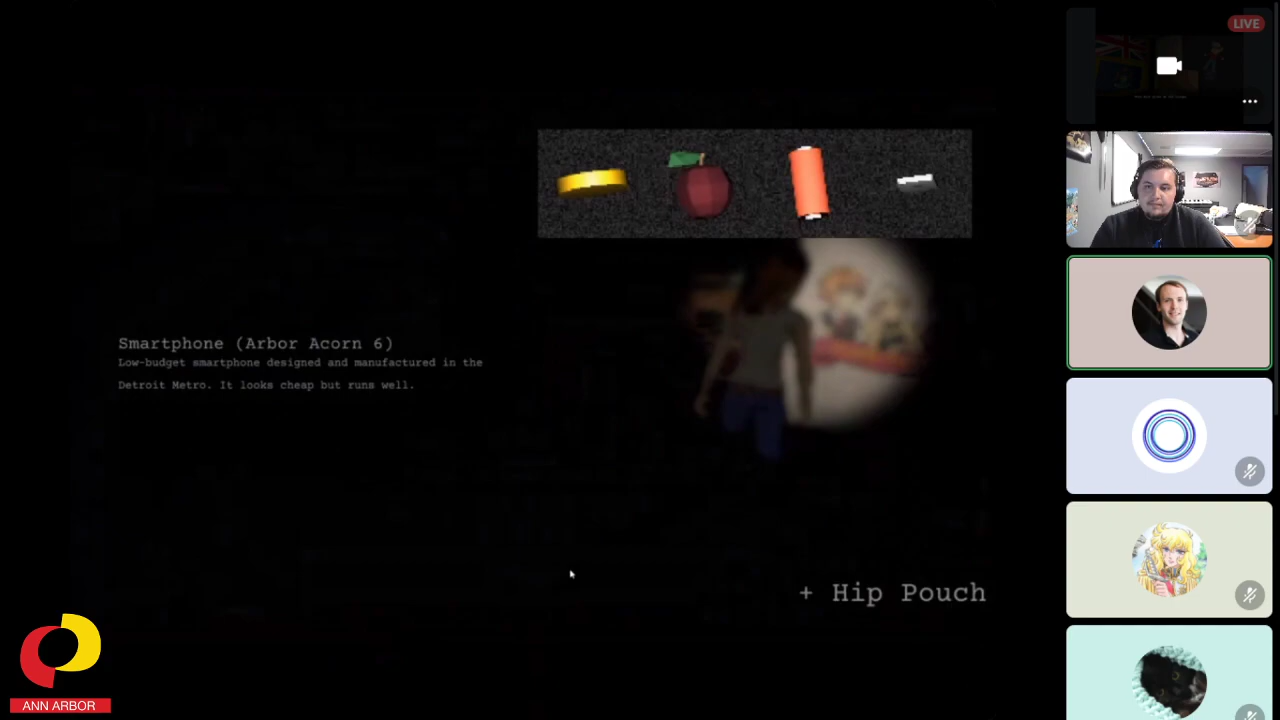 LIVE
Smartphone (Arbor Acorn 6)
Low-budget smartphone designed and manufactured in the
Detroit Metro. It looks cheap but runs well.
+ Hip Pouch
ANN ARBOR